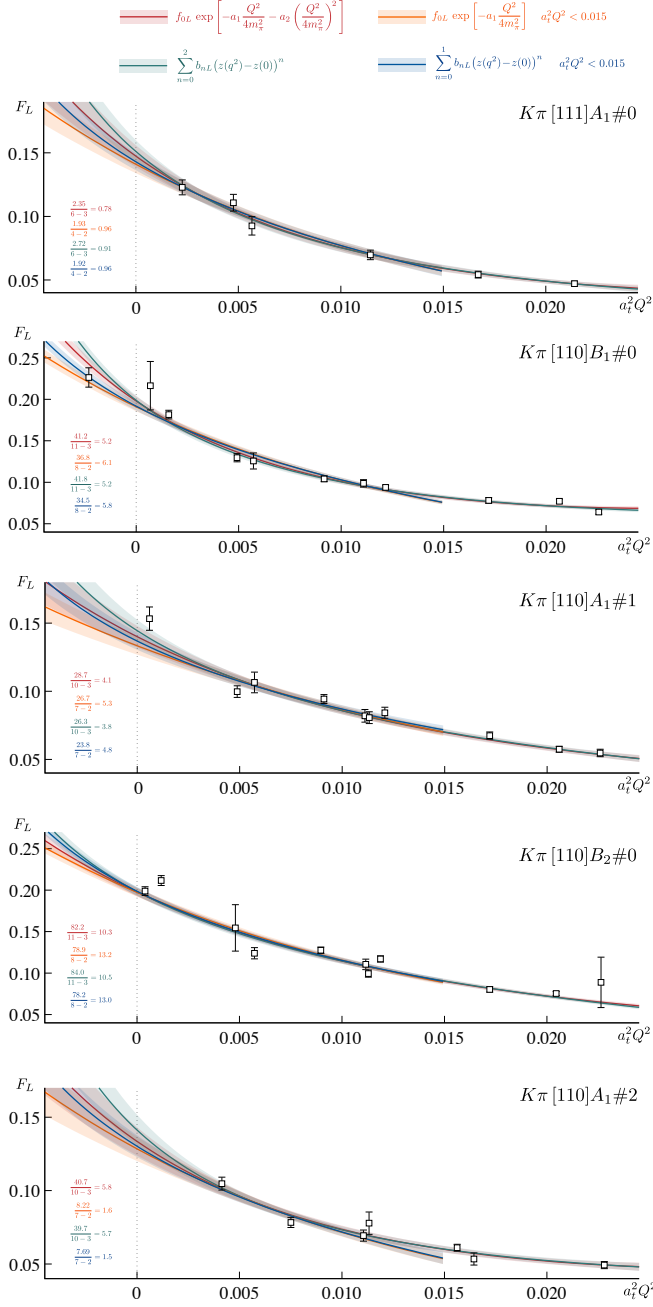 f_{0L} exp[-a_1 Q^2/4m_π^2 - a_2 (Q^2/4m_π^2)^2]
f_{0L} exp[-a_1 Q^2/4m_π^2] a_t^2Q^2 < 0.015
∑_{n=0}^{2} b_{nL}(z(q^2)-z(0))^n
∑_{n=0}^{1} b_{nL}(z(q^2)-z(0))^n a_t^2Q^2 < 0.015
F_L
Kπ [111]A_1#0
0.15
0.10
0.05
2.35/6-3 = 0.78
1.93/4-2 = 0.96
2.72/6-3 = 0.91
1.92/4-2 = 0.96
0 0.005 0.010 0.015 0.020 a_t^2Q^2
F_L
Kπ [110]B_1#0
0.25
0.20
0.15
0.10
0.05
41.2/11-3 = 5.2
36.8/8-2 = 6.1
41.8/11-3 = 5.2
34.5/8-2 = 5.8
0 0.005 0.010 0.015 0.020 a_t^2Q^2
F_L
Kπ [110]A_1#1
0.15
0.10
0.05
28.7/10-3 = 4.1
26.7/7-2 = 5.3
26.3/10-3 = 3.8
23.8/7-2 = 4.8
0 0.005 0.010 0.015 0.020 a_t^2Q^2
F_L
Kπ [110]B_2#0
0.25
0.20
0.15
0.10
0.05
82.2/11-3 = 10.3
78.9/8-2 = 13.2
84.0/11-3 = 10.5
78.2/8-2 = 13.0
0 0.005 0.010 0.015 0.020 a_t^2Q^2
F_L
Kπ [110]A_1#2
0.15
0.10
0.05
40.7/10-3 = 5.8
8.22/7-2 = 1.6
39.7/10-3 = 5.7
7.69/7-2 = 1.5
0 0.005 0.010 0.015 0.020 a_t^2Q^2